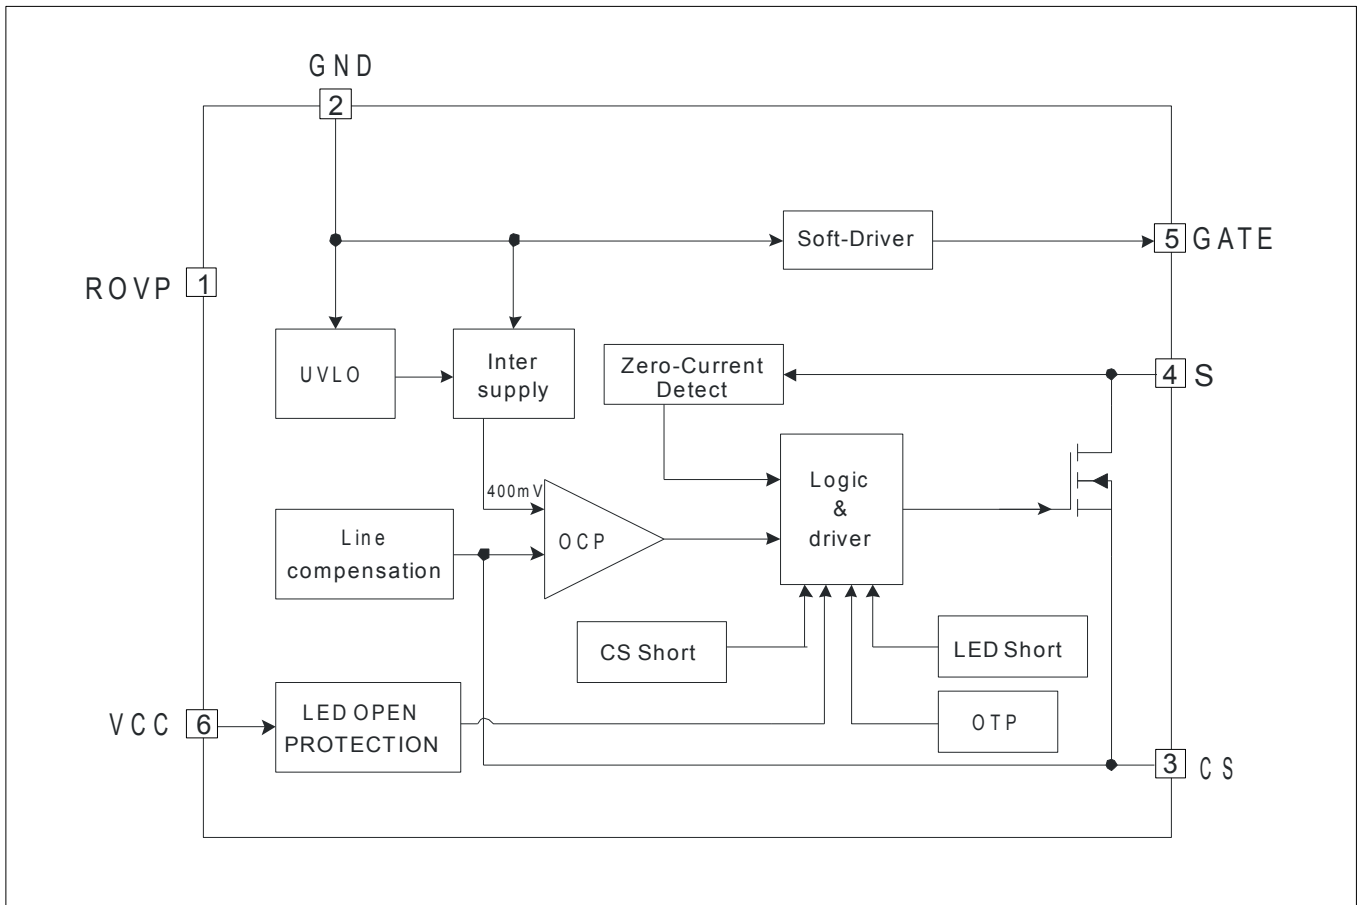 GND
2
Soft-Driver
5
GATE
ROVP
1
UVLO
Inter
supply
Zero-Current
Detect
4
S
400mV
Logic
&
driver
Line
compensation
OCP
CS Short
LED Short
VCC
6
LED OPEN
PROTECTION
OTP
3
CS